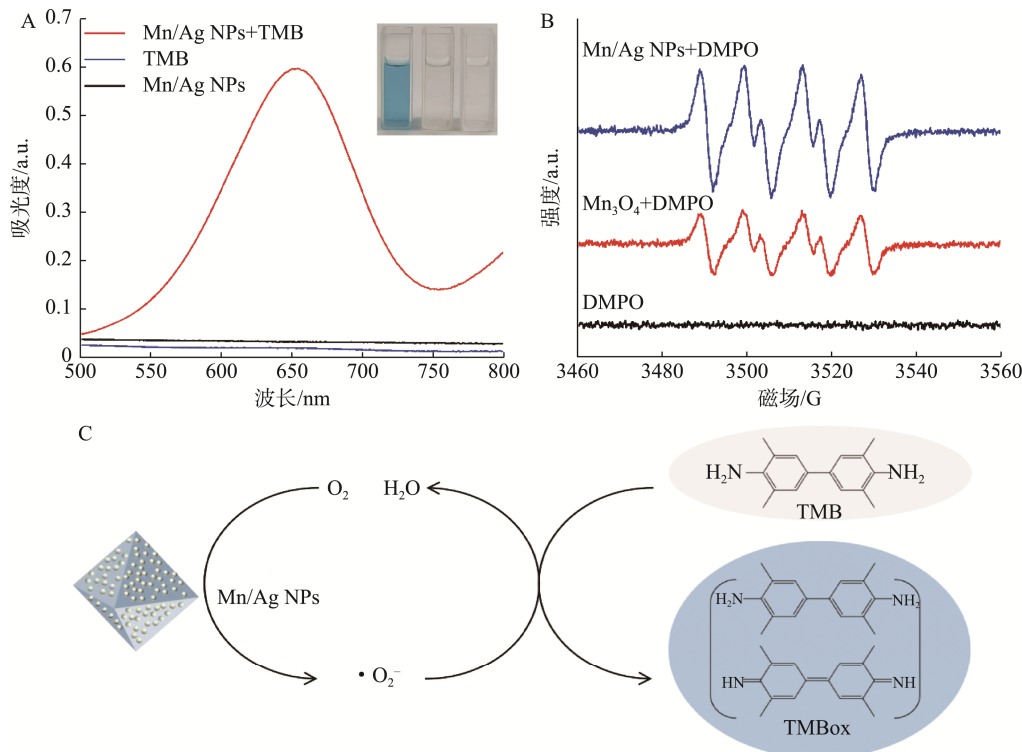 A
0.7
0.6
0.5
0.4
0.3
0.2
0.1
0
吸光度/a.u.
Mn/Ag NPs+TMB
TMB
Mn/Ag NPs
500
550
600
650
700
750
800
波长/nm
B
Mn/Ag NPs+DMPO
Mn₃O₄+DMPO
DMPO
强度/a.u.
3460
3480
3500
3520
3540
3560
磁场/G
C
O₂
H₂O
Mn/Ag NPs
• O₂⁻
H₂N
NH₂
TMB
H₂N
NH₂
HN
NH
TMBox